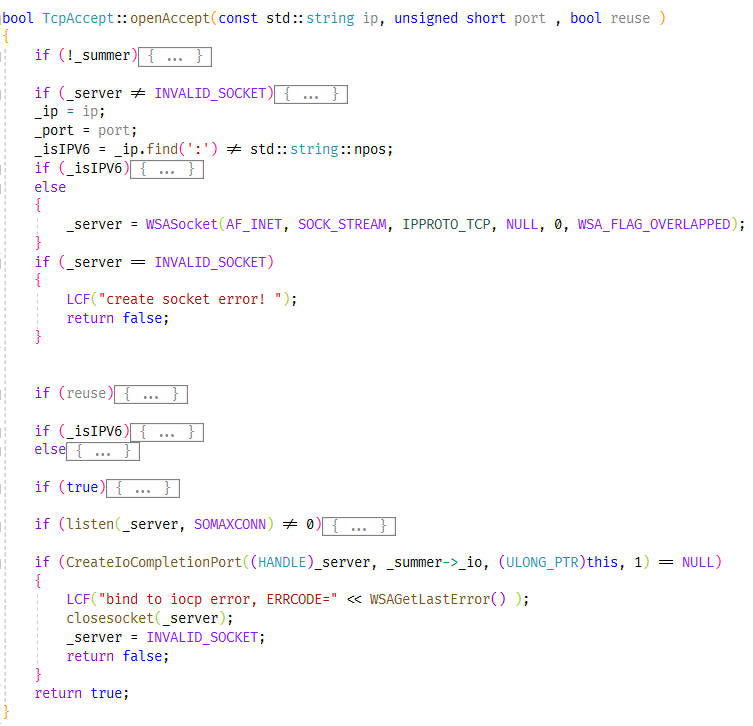 bool TcpAccept::openAccept(const std::string ip, unsigned short port , bool reuse )
{
    if (!_summer){ ... }

    if (_server ≠ INVALID_SOCKET){ ... }
    _ip = ip;
    _port = port;
    _isIPV6 = _ip.find(':') ≠ std::string::npos;
    if (_isIPV6){ ... }
    else
    {
        _server = WSASocket(AF_INET, SOCK_STREAM, IPPROTO_TCP, NULL, 0, WSA_FLAG_OVERLAPPED);
    }
    if (_server == INVALID_SOCKET)
    {
        LCF("create socket error! ");
        return false;
    }


    if (reuse){ ... }

    if (_isIPV6){ ... }
    else{ ... }

    if (true){ ... }

    if (listen(_server, SOMAXCONN) ≠ 0){ ... }

    if (CreateIoCompletionPort((HANDLE)_server, _summer->_io, (ULONG_PTR)this, 1) == NULL)
    {
        LCF("bind to iocp error, ERRCODE=" << WSAGetLastError() );
        closesocket(_server);
        _server = INVALID_SOCKET;
        return false;
    }
    return true;
}